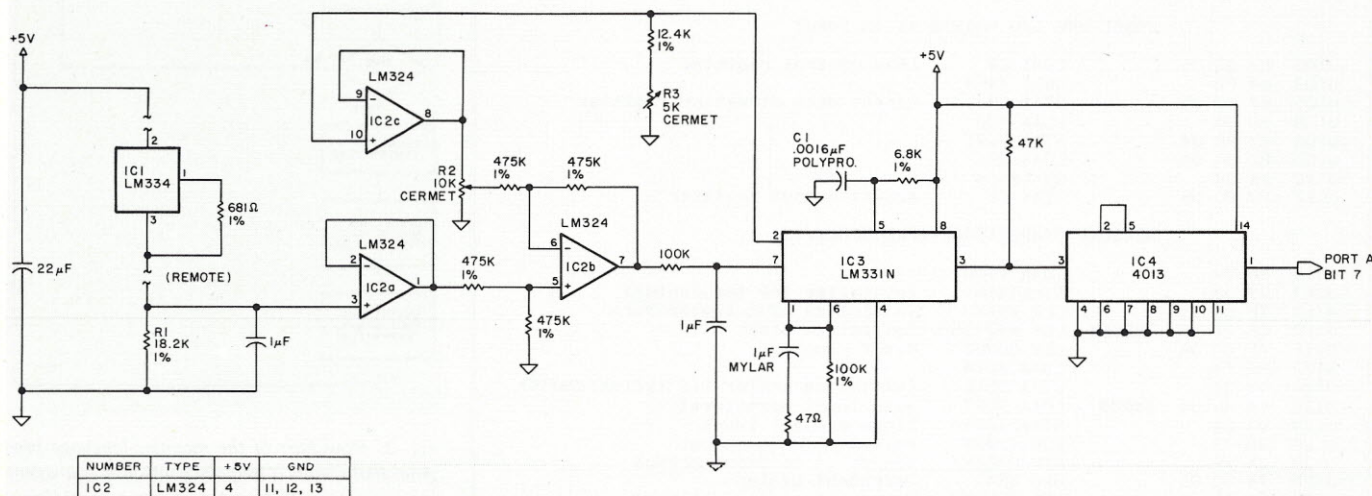 +5V
2
IC1
LM334
1
3
681Ω
1%
(REMOTE)
22µF
R1
18.2K
1%
1µF
LM324
9
-
IC2c
8
10
+
R2
10K
CERMET
LM324
2
-
IC2a
1
3
+
475K
1%
475K
1%
LM324
6
-
IC2b
7
5
+
475K
1%
475K
1%
12.4K
1%
R3
5K
CERMET
100K
1µF
C1
.0016µF
POLYPRO.
6.8K
1%
+5V
47K
2
5
8
7
IC3
LM331N
3
1
6
4
1µF
MYLAR
100K
1%
47Ω
2
5
14
3
IC4
4013
1
4
6
7
8
9
10
11
PORT A
BIT 7
NUMBER TYPE +5V GND
IC2 LM324 4 11, 12, 13